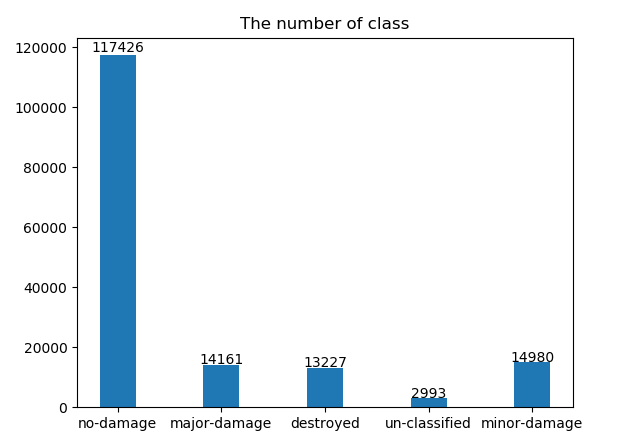 The number of class
120000
100000
80000
60000
40000
20000
0
117426
14161
13227
2993
14980
no-damage
major-damage
destroyed
un-classified
minor-damage